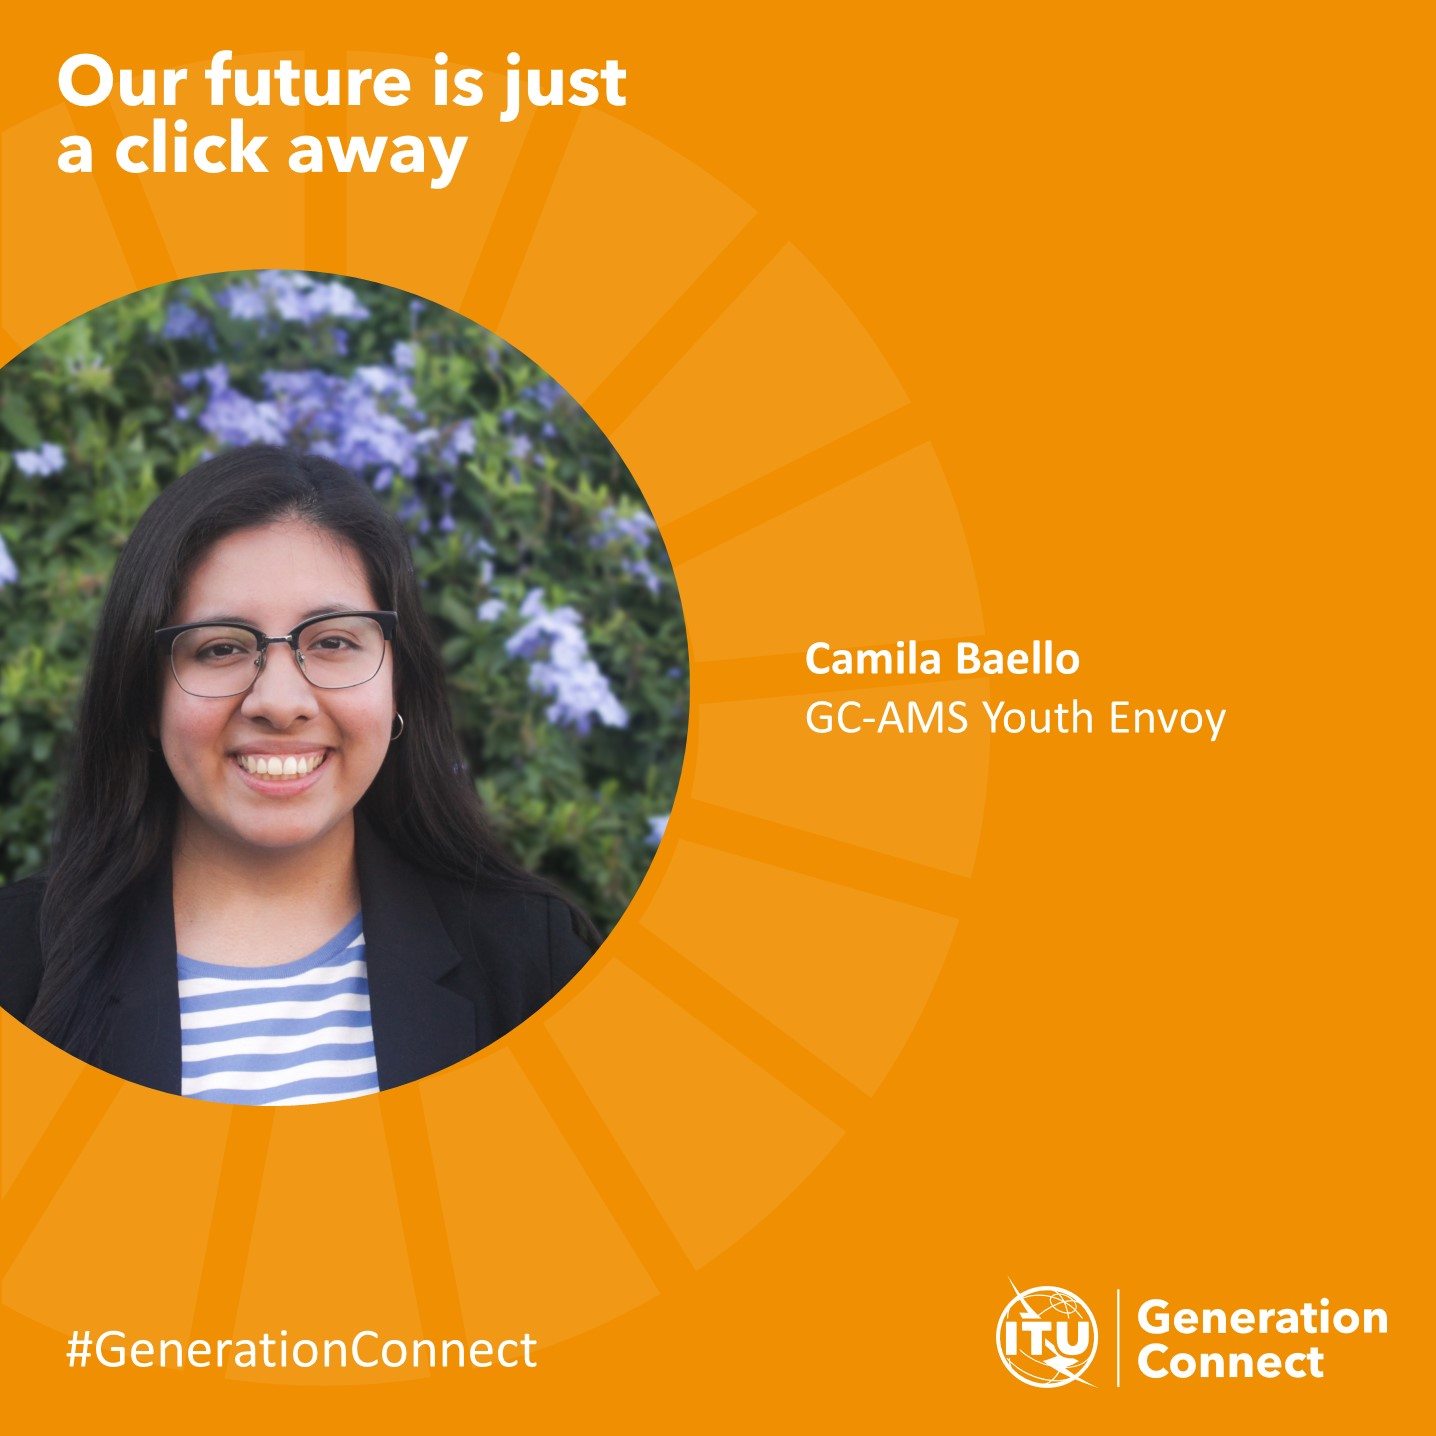 Our future is just
a click away
Camila Baello
GC-AMS Youth Envoy
#GenerationConnect
ITU
Generation
Connect